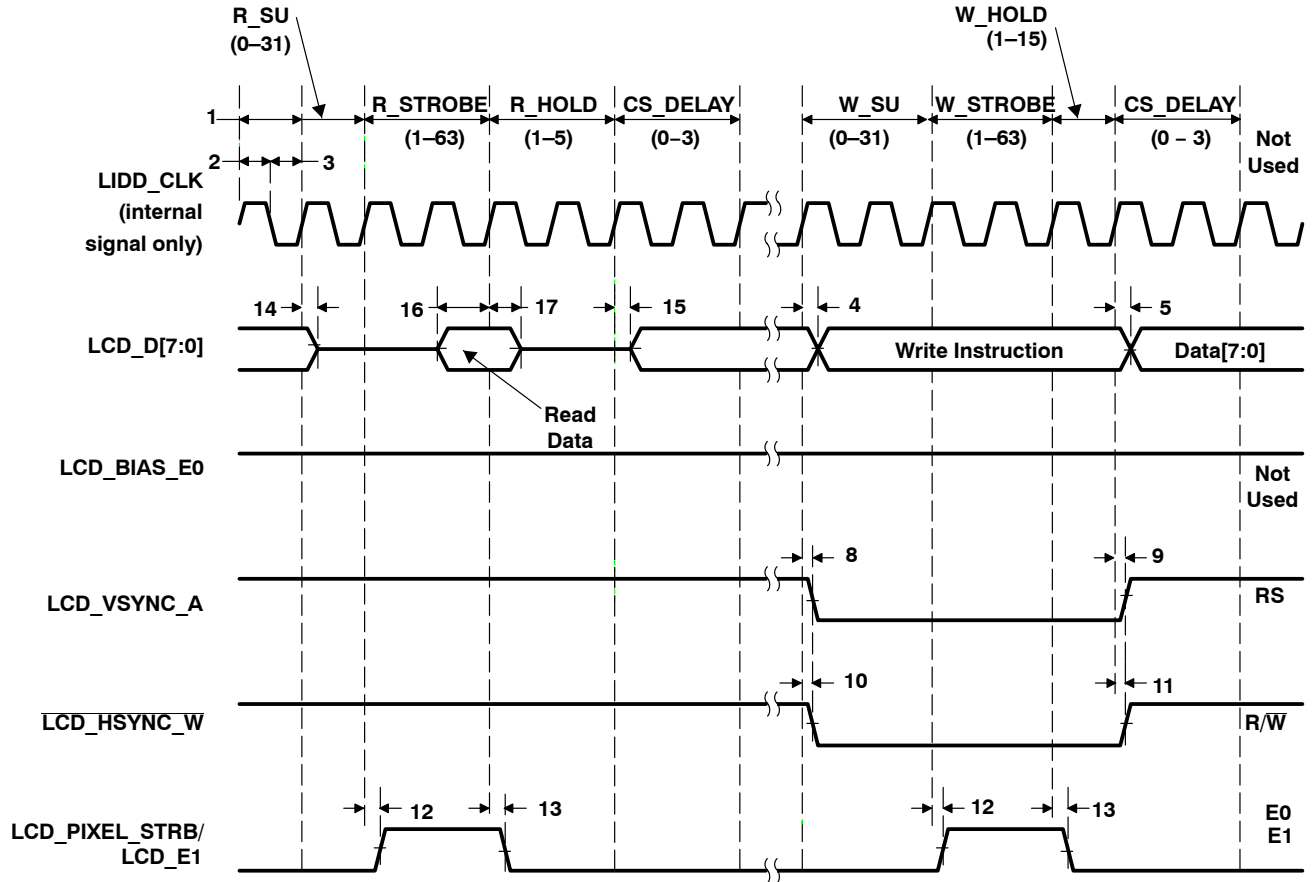 R_SU
(0–31)
W_HOLD
(1–15)
R_STROBE
R_HOLD
CS_DELAY
W_SU
W_STROBE
CS_DELAY
1
(1–63)
(1–5)
(0–3)
(0–31)
(1–63)
(0 – 3)
Not
Used
2
3
LIDD_CLK
(internal
signal only)
14
16
17
15
4
5
LCD_D[7:0]
Write Instruction
Data[7:0]
Read
Data
LCD_BIAS_E0
Not
Used
8
9
LCD_VSYNC_A
RS
10
11
LCD_HSYNC_W
R/W
12
13
12
13
LCD_PIXEL_STRB/
LCD_E1
E0
E1